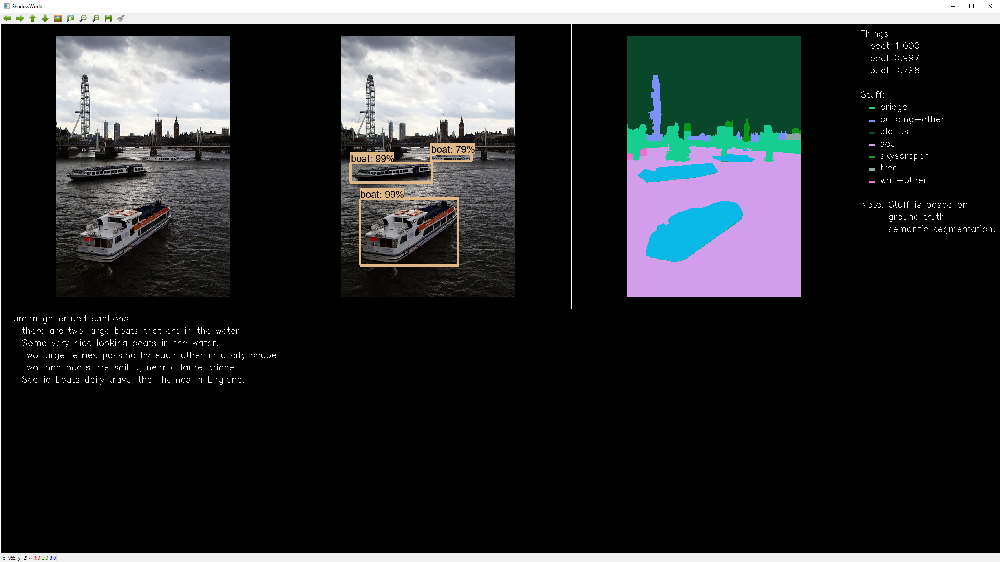 ShadowWorld
boat: 79%
boat: 99%
boat: 99%
Things:
boat 1.000
boat 0.997
boat 0.798
Stuff:
bridge
building-other
clouds
sea
skyscraper
tree
wall-other
Note: Stuff is based on
ground truth
semantic segmentation.
Human generated captions:
there are two large boats that are in the water
Some very nice looking boats in the water.
Two large ferries passing by each other in a city scape,
Two long boats are sailing near a large bridge.
Scenic boats daily travel the Thames in England.
(x=965, y=2) ~ R:0 G:0 B:0